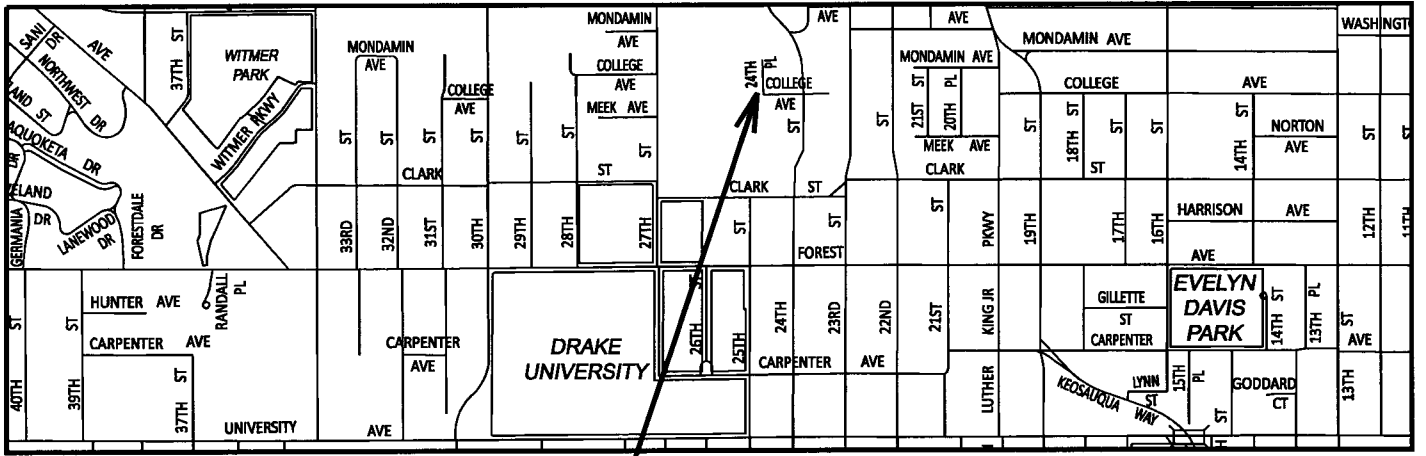 SANI
DR
AVE
NORTHWEST
DR
LAND ST
AQUOKETA
DR
ELAND
DR
GERMANIA
LANEWOOD
DR
FORESTDALE
DR
37TH ST
WITMER
PARK
WITMER PKWY
MONDAMIN
AVE
33RD ST
32ND ST
31ST ST
30TH ST
29TH ST
28TH ST
27TH ST
COLLEGE
AVE
CLARK ST
MONDAMIN
AVE
COLLEGE
AVE
MEEK AVE
24TH PL
COLLEGE
AVE
ST
CLARK ST
ST
ST
ST
FOREST
AVE
AVE
AVE
ST
MONDAMIN AVE
21ST ST
20TH PL
MEEK AVE
CLARK ST
MONDAMIN AVE
COLLEGE AVE
19TH ST
18TH ST
17TH ST
16TH ST
14TH ST
NORTON
AVE
HARRISON AVE
WASHINGT
12TH ST
11TH ST
40TH ST
39TH ST
HUNTER AVE
CARPENTER AVE
37TH ST
RANDALL
PL
UNIVERSITY AVE
CARPENTER
AVE
DRAKE
UNIVERSITY
26TH ST
25TH
24TH
23RD
22ND
21ST
CARPENTER AVE
LUTHER KING JR PKWY
GILLETTE
ST
CARPENTER
AVE
KEOSAUQUA
WAY
LYNN
ST
15TH PL
ST
EVELYN
DAVIS
PARK
14TH ST
13TH PL
GODDARD
CT
13TH ST